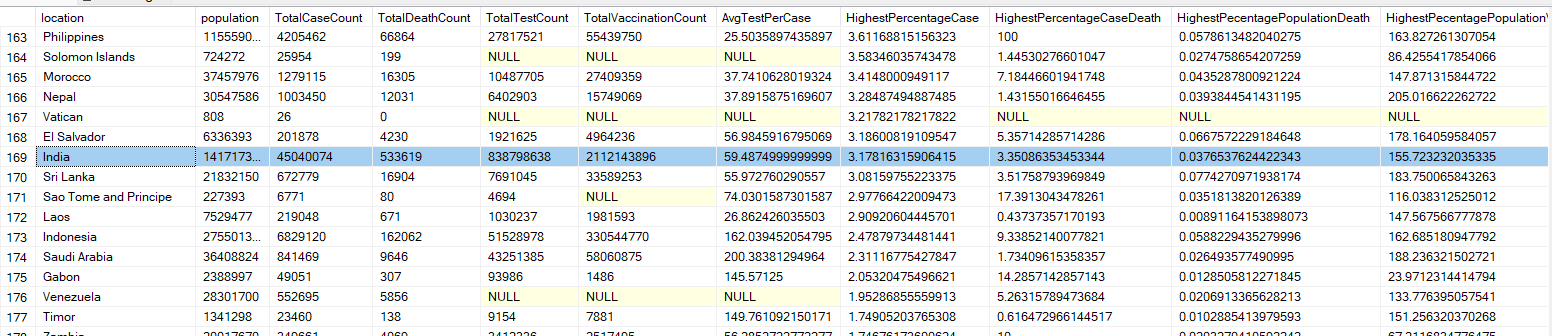 location population TotalCaseCount TotalDeathCount TotalTestCount TotalVaccinationCount AvgTestPerCase HighestPercentageCase HighestPercentageCaseDeath HighestPecentagePopulationDeath HighestPecentagePopulation
163 Philippines 1155590... 4205462 66864 27817521 55439750 25.5035897435897 3.61168815156323 100 0.0578613482040275 163.827261307054
164 Solomon Islands 724272 25954 199 NULL NULL NULL 3.58346035743478 1.44530276601047 0.0274758654207259 86.6425417854066
165 Morocco 37457976 1279115 16305 10487705 27409359 37.7410628019324 3.4148000949117 7.18446601941748 0.0435287800921224 147.871315844722
166 Nepal 30547586 1003450 12031 6402903 15749069 37.8915875169607 3.28487494887485 1.43155016646455 0.0393844541431195 205.016622262722
167 Vatican 808 26 0 NULL NULL NULL 3.21782178217822 NULL NULL NULL
168 El Salvador 6336393 201878 4230 1921625 4964236 56.9845916795069 3.18600819109547 5.35714285714286 0.0667572229184648 178.164059584057
169 India 1417173... 45040074 533619 838798638 2112143896 59.4874999999999 3.17816315906415 3.35086353453344 0.0376537624422343 155.723232035335
170 Sri Lanka 21832150 672779 16904 7691045 33589253 55.972760290557 3.08159755223375 3.51758793969849 0.0774270971938174 183.750065843263
171 Sao Tome and Principe 227393 6771 80 4694 NULL 74.0301587301587 2.97766422009473 17.3913043478261 0.0351813820126389 116.038312525012
172 Laos 7529477 219048 671 1030237 1981593 26.862426035503 2.90920604445701 0.43737357170193 0.00891164153898073 147.567566777878
173 Indonesia 2755013... 6829120 162062 51528978 330544770 162.039452054795 2.47879734481441 9.33852140077821 0.0588229435279996 162.685180947792
174 Saudi Arabia 36408824 841469 9646 43251385 58060875 200.38381294964 2.31116775427847 1.73409615358357 0.026493577490995 188.236321502721
175 Gabon 2388997 49051 307 93986 1486 145.57125 2.05320475496621 14.2857142857143 0.0128505812271845 23.9712314414794
176 Venezuela 28301700 552695 5856 NULL NULL NULL 1.95286855559913 5.26315789473684 0.0206913365628213 133.776395057541
177 Timor 1341298 23460 138 9154 7881 149.761092150171 1.74905203765308 0.616472966144517 0.0102885413979593 151.256320370268